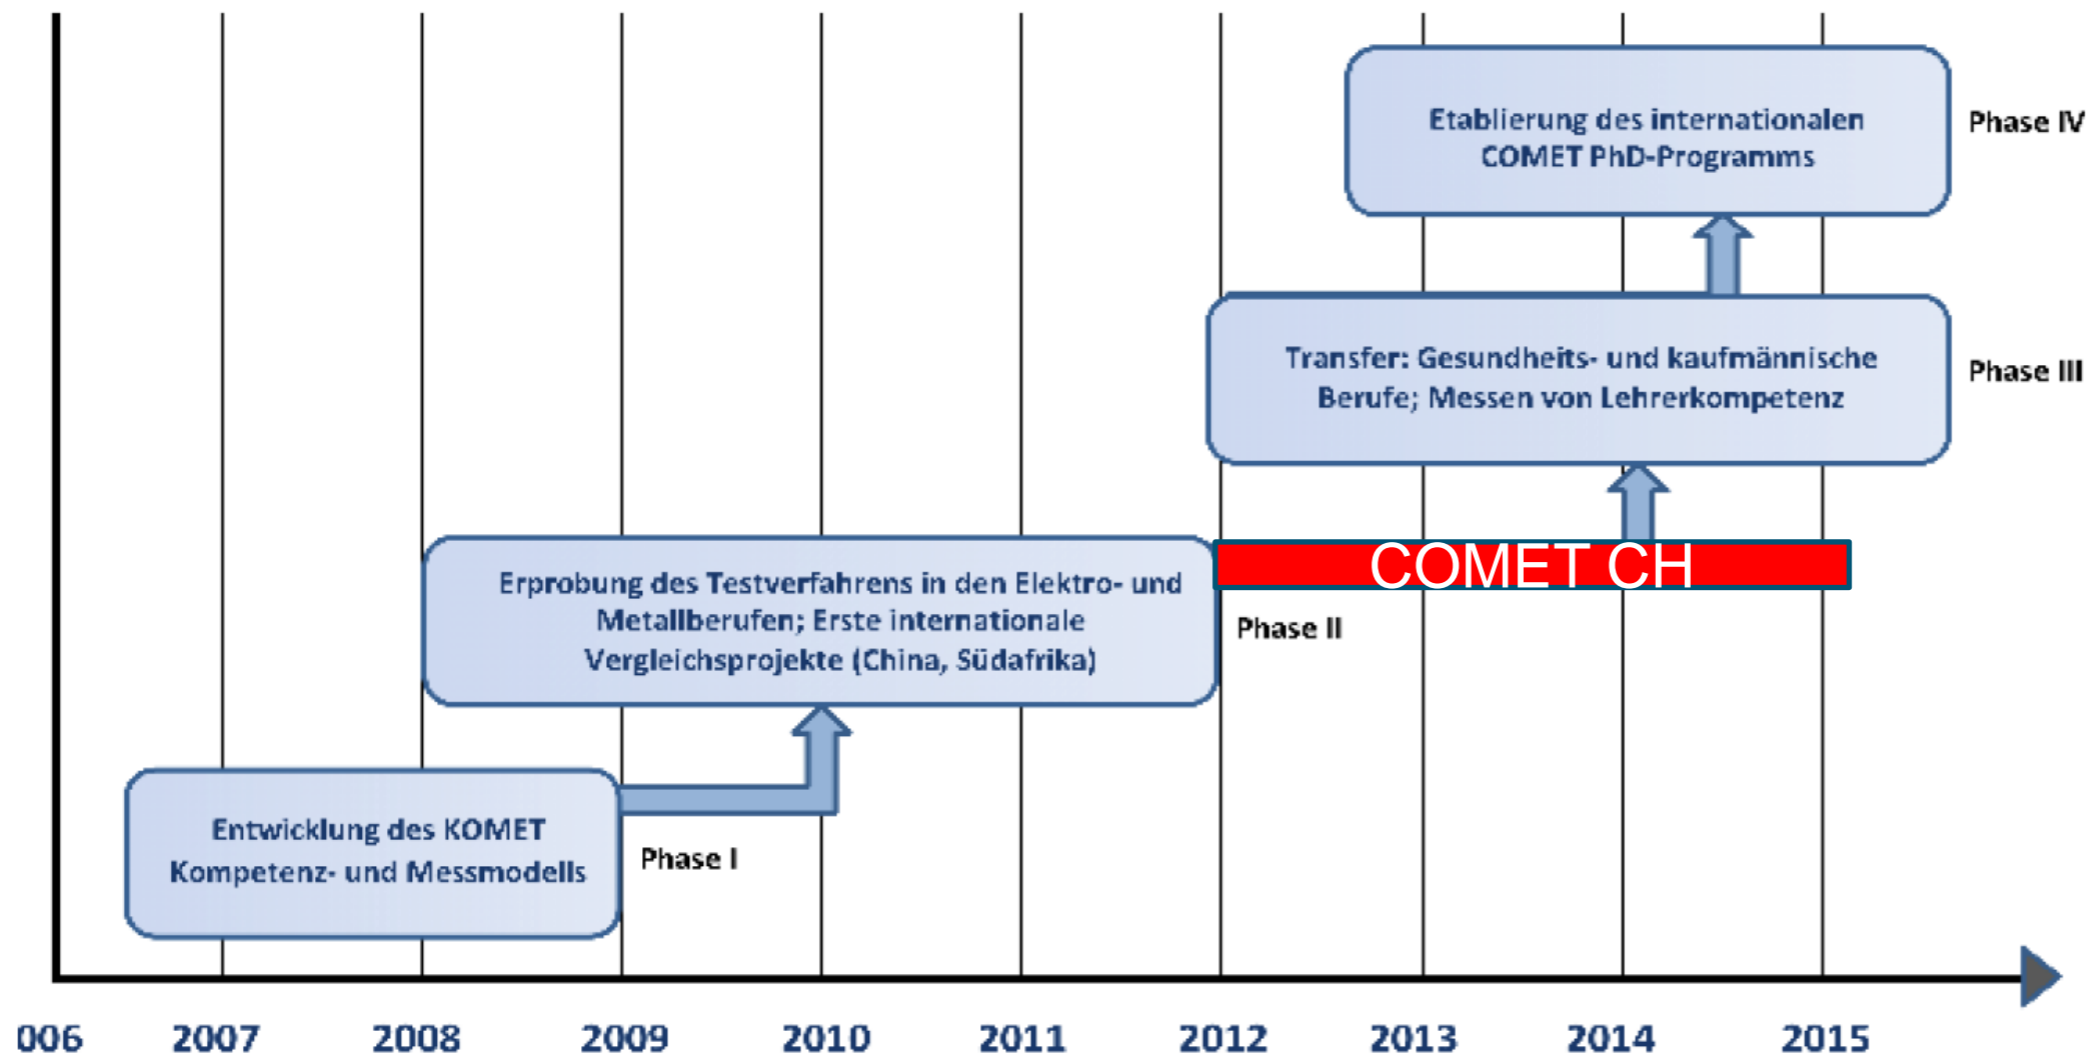 Etablierung des internationalen
COMET PhD-Programms
Phase IV
Transfer: Gesundheits- und kaufmännische
Berufe; Messen von Lehrerkompetenz
Phase III
COMET CH
Erprobung des Testverfahrens in den Elektro- und
Metallberufen; Erste internationale
Vergleichsprojekte (China, Südafrika)
Phase II
Entwicklung des KOMET
Kompetenz- und Messmodells
Phase I
006 2007 2008 2009 2010 2011 2012 2013 2014 2015